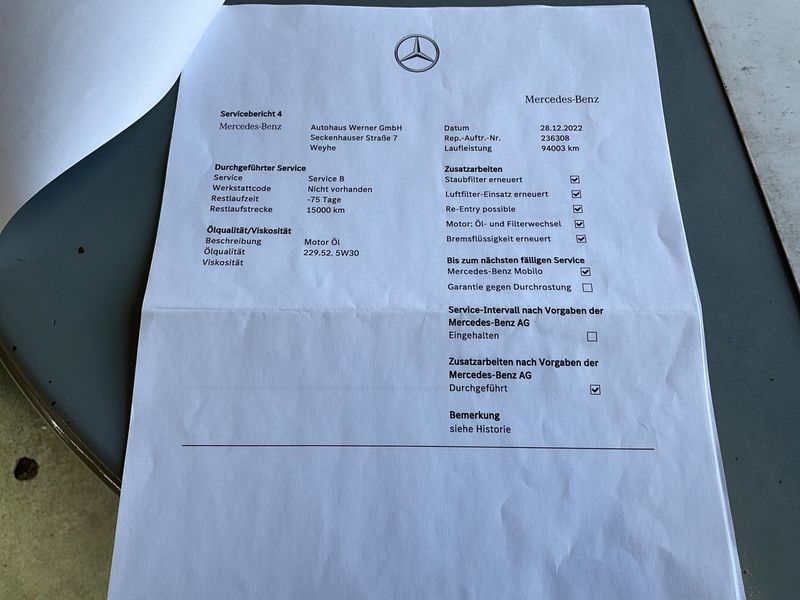 Mercedes-Benz
Servicebericht 4
Mercedes-Benz
Autohaus Werner GmbH
Seckenhauser Straße 7
Weyhe
Datum 28.12.2022
Rep.-Auftr.-Nr. 236308
Laufleistung 94003 km
Durchgeführter Service
Service Service B
Werkstattcode Nicht vorhanden
Restlaufzeit -75 Tage
Restlaufstrecke 15000 km
Ölqualität/Viskosität
Beschreibung Motor Öl
Ölqualität 229.52. 5W30
Viskosität
Zusatzarbeiten
Staubfilter erneuert
Luftfilter-Einsatz erneuert
Re-Entry possible
Motor: Öl- und Filterwechsel
Bremsflüssigkeit erneuert
Bis zum nächsten fälligen Service
Mercedes-Benz Mobilo
Garantie gegen Durchrostung
Service-Intervall nach Vorgaben der
Mercedes-Benz AG
Eingehalten
Zusatzarbeiten nach Vorgaben der
Mercedes-Benz AG
Durchgeführt
Bemerkung
siehe Historie